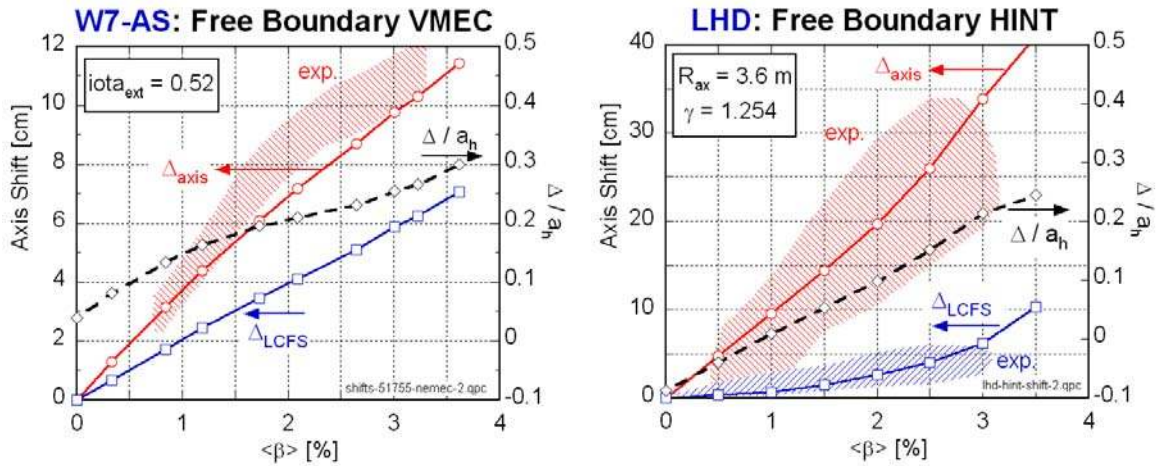 W7-AS: Free Boundary VMEC
12
10
8
6
4
2
0
Axis Shift [cm]
iota_ext = 0.52
exp.
Δ_axis
Δ / a_h
Δ_LCFS
shifts-51755-nemec-2.qpc
0.5
0.4
0.3
0.2
0.1
0
-0.1
Δ / a_h
0 1 2 3 4
<β> [%]
LHD: Free Boundary HINT
40
35
30
20
10
0
Axis Shift [cm]
R_ax = 3.6 m
γ = 1.254
Δ_axis
exp.
Δ / a_h
Δ_LCFS
exp.
lhd-hint-shift-2.qpc
0.5
0.4
0.3
0.2
0.1
0
-0.1
Δ / a_h
0 1 2 3 4
<β> [%]